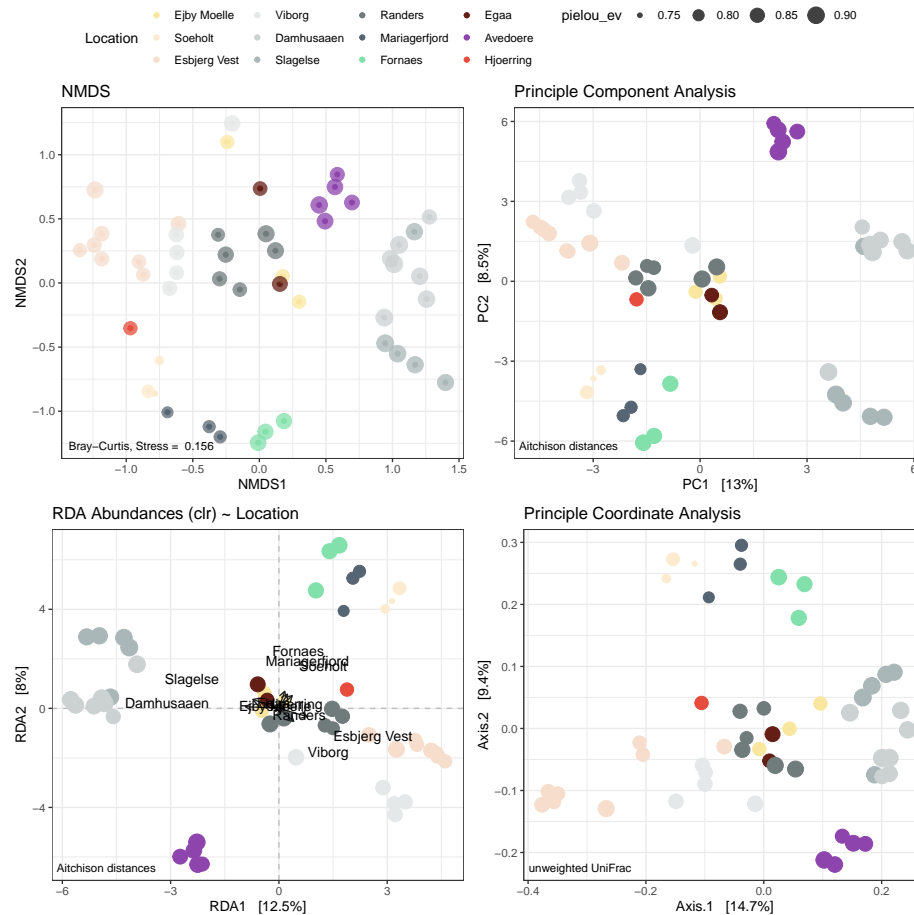 Location
Ejby Moelle Viborg Randers Egaa
Soeholt Damhusaaen Mariagerfjord Avedoere
Esbjerg Vest Slagelse Fornaes Hjoerring
pielou_ev 0.75 0.80 0.85 0.90
NMDS
1.0
0.5
0.0
−0.5
−1.0
NMDS2
Bray−Curtis, Stress = 0.156
−1.0 −0.5 0.0 0.5 1.0 1.5
NMDS1
Principle Component Analysis
6
3
0
−3
−6
PC2 [8.5%]
Aitchison distances
−3 0 3 6
PC1 [13%]
RDA Abundances (clr) ~ Location
4
0
−4
RDA2 [8%]
Fornaes
Mariagerfjord
Soeholt
Slagelse
Damhusaaen
Randers
Esbjerg Vest
Viborg
Aitchison distances
−6 −3 0 3
RDA1 [12.5%]
Principle Coordinate Analysis
0.3
0.2
0.1
0.0
−0.1
−0.2
Axis.2 [9.4%]
unweighted UniFrac
−0.4 −0.2 0.0 0.2
Axis.1 [14.7%]